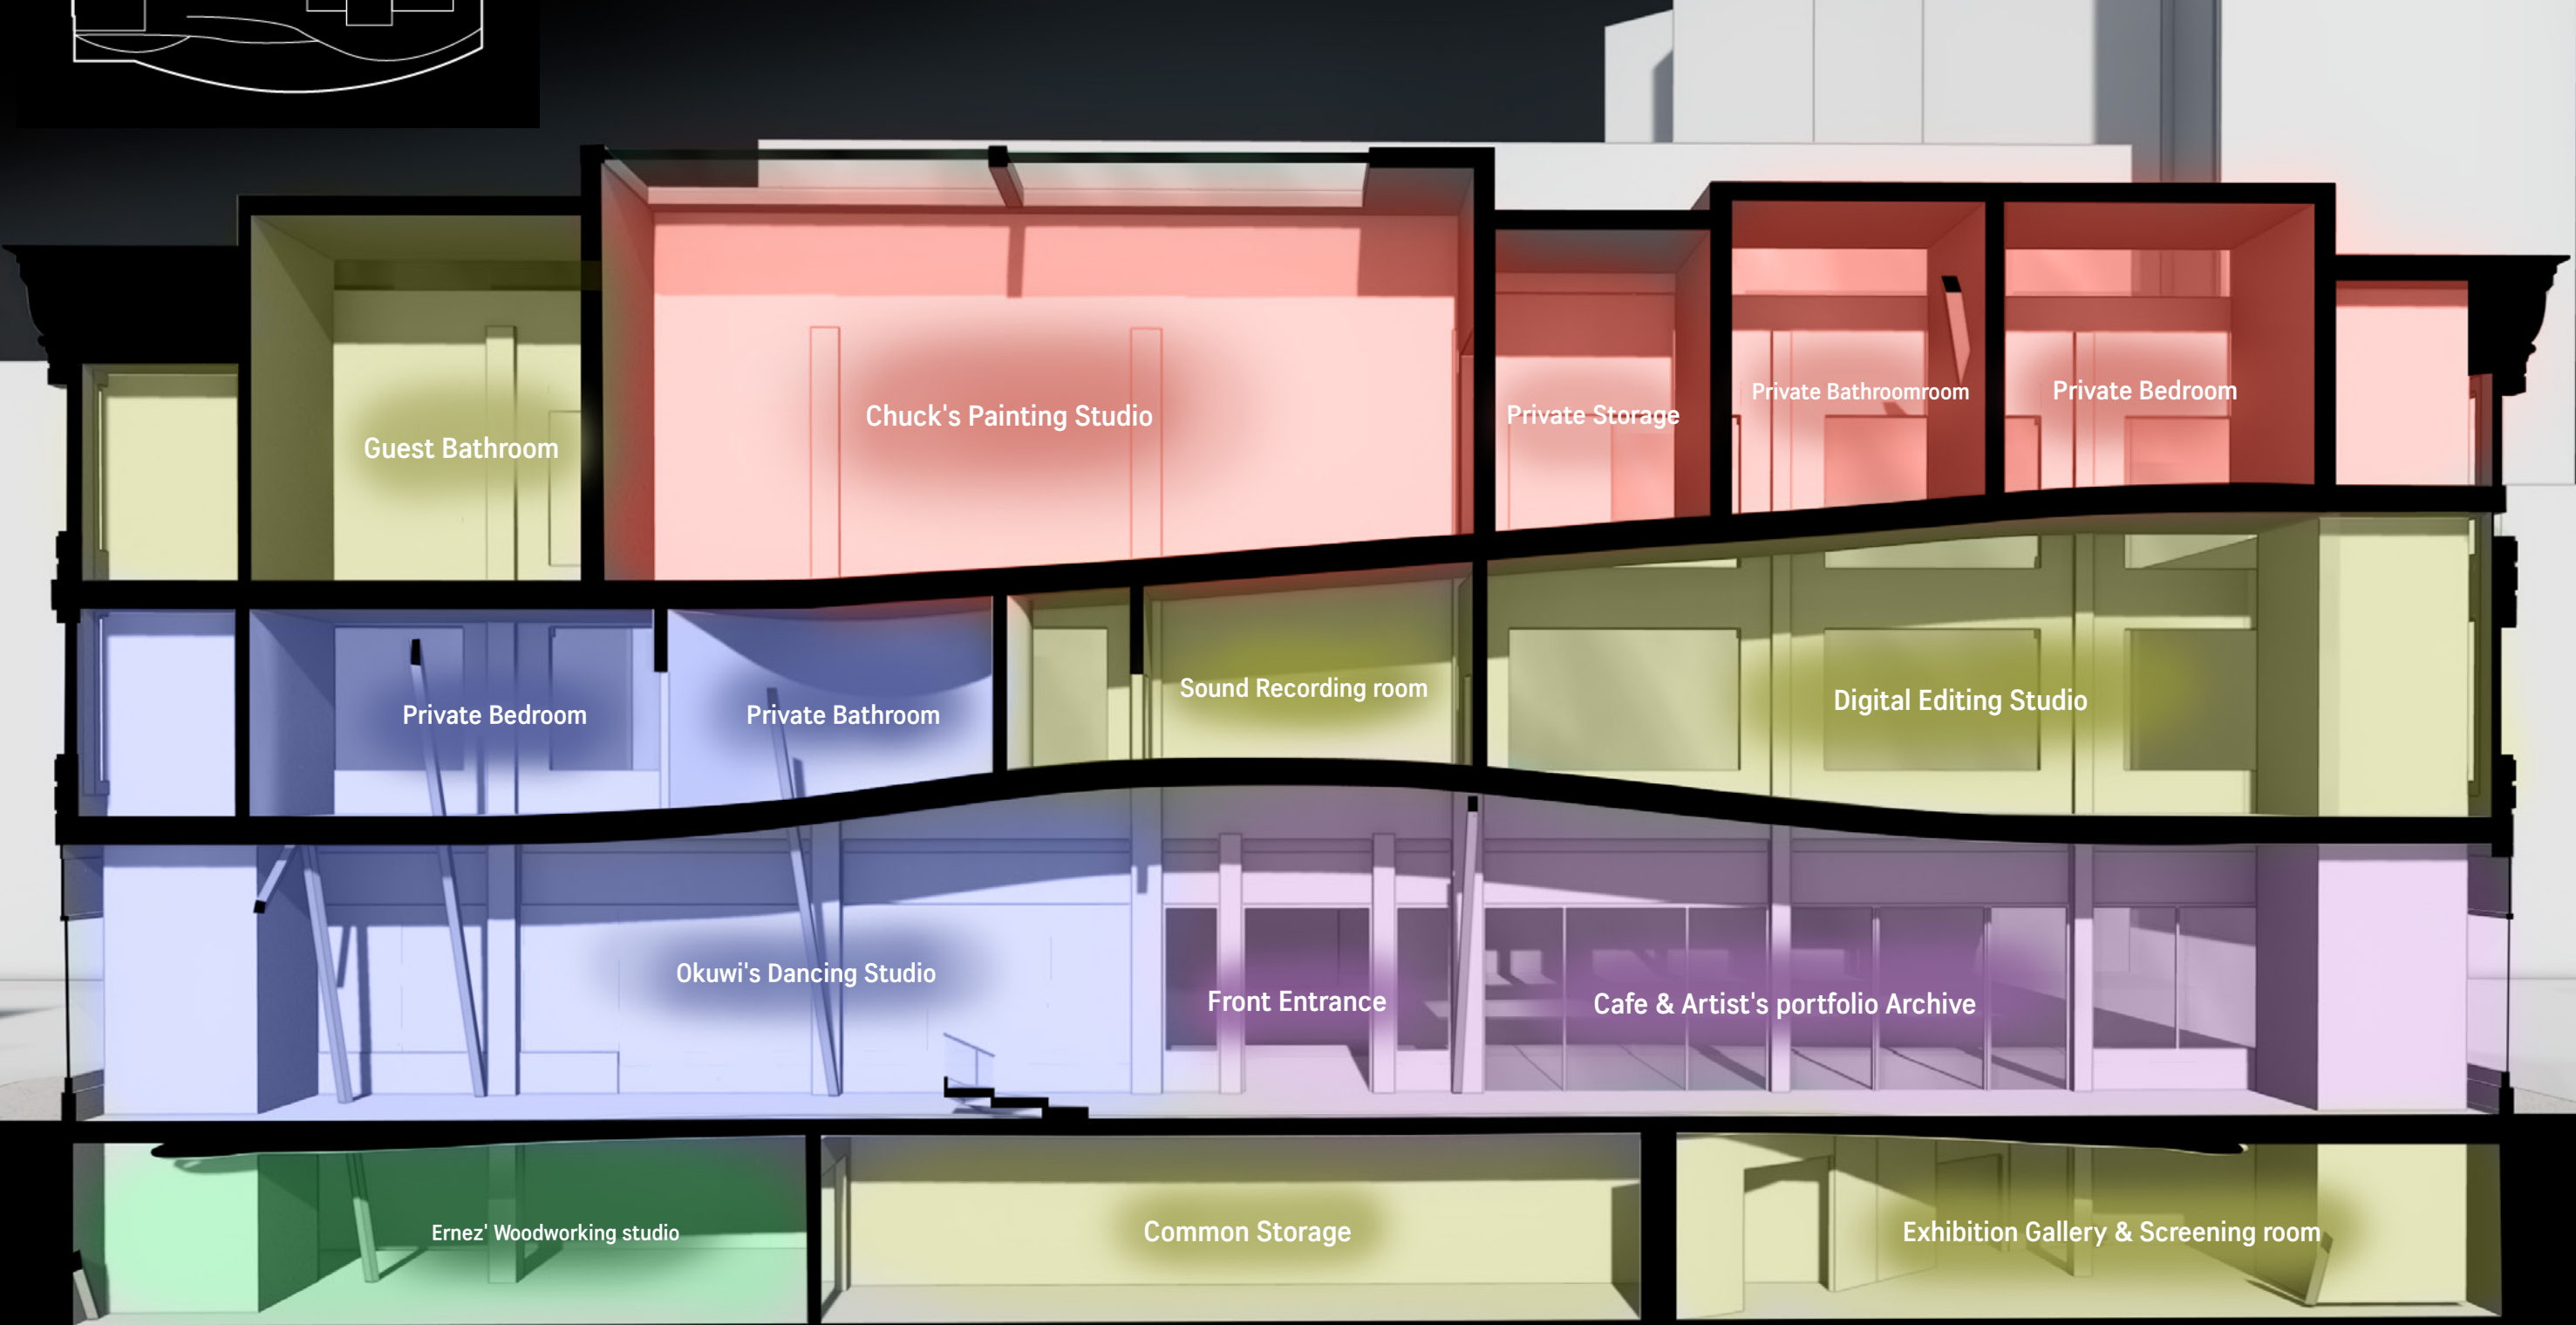 Guest Bathroom
Chuck's Painting Studio
Private Storage
Private Bathroomroom
Private Bedroom
Private Bedroom
Private Bathroom
Sound Recording room
Digital Editing Studio
Okuwi's Dancing Studio
Front Entrance
Cafe & Artist's portfolio Archive
Ernez' Woodworking studio
Common Storage
Exhibition Gallery & Screening room